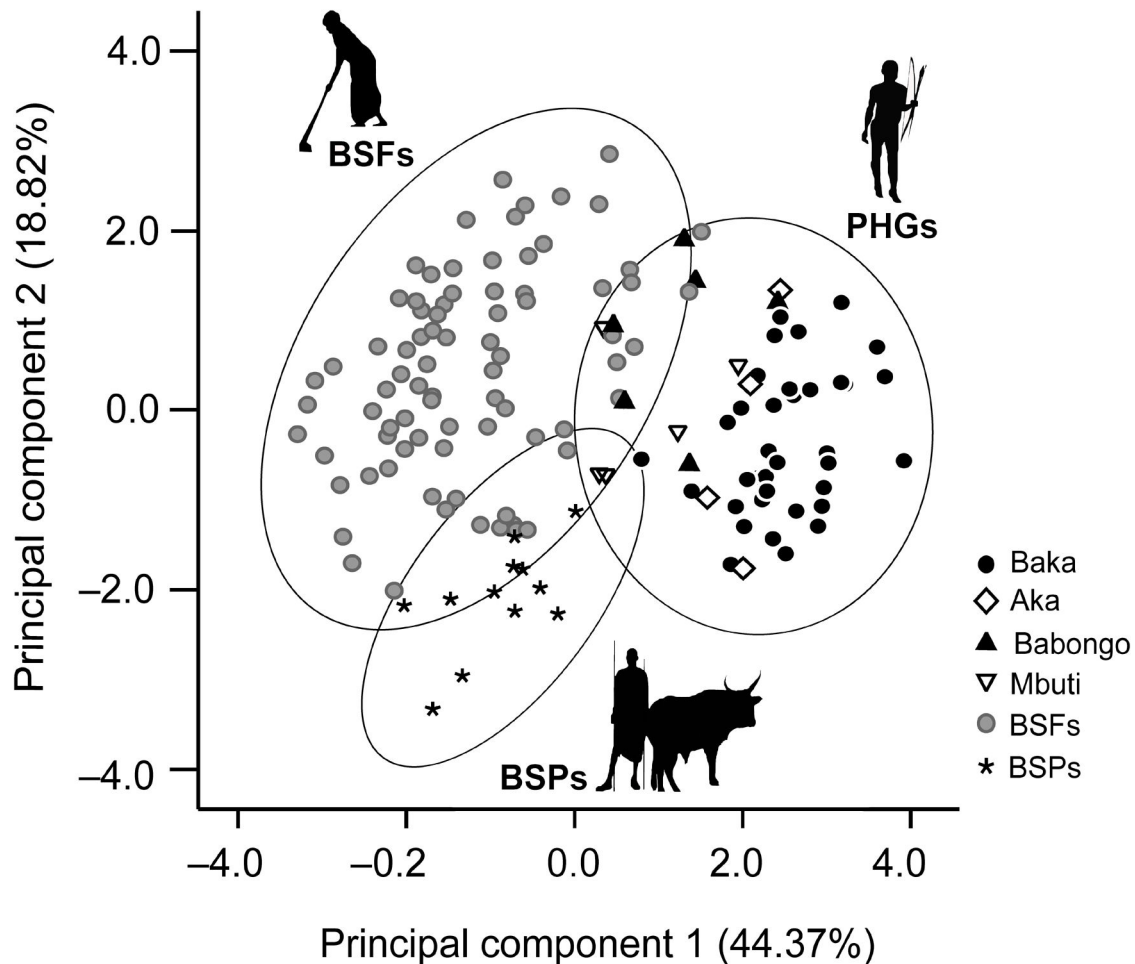 Principal component 2 (18.82%)
4.0
2.0
0.0
–2.0
–4.0
BSFs
PHGs
BSPs
Baka
Aka
Babongo
Mbuti
BSFs
BSPs
–4.0 –0.2 0.0 2.0 4.0
Principal component 1 (44.37%)